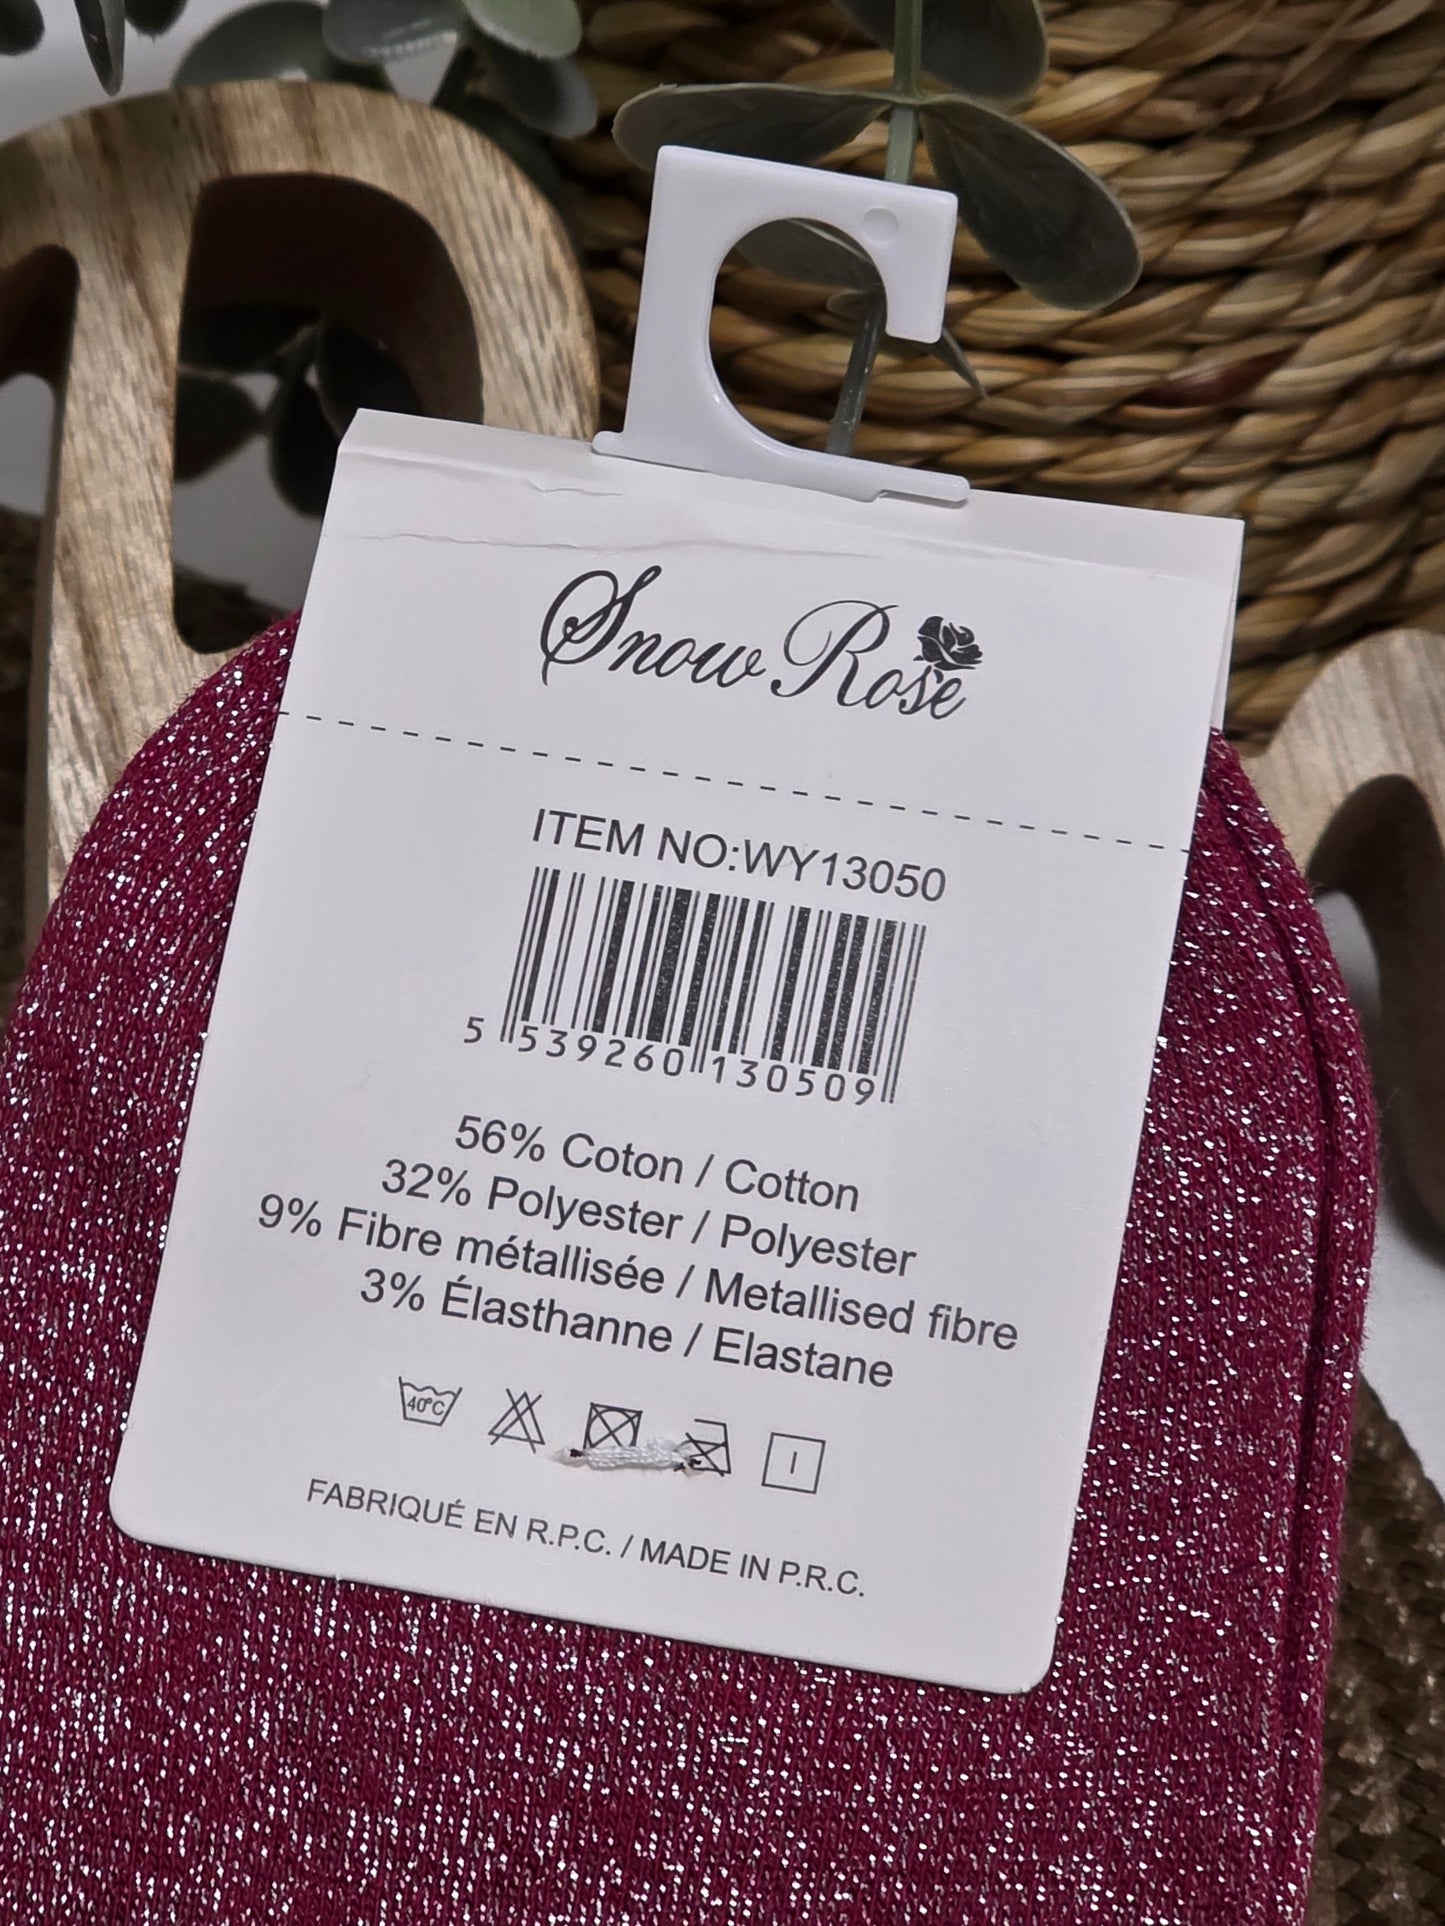 Snow Rose
ITEM NO:WY13050
5 539260 130509
56% Coton / Cotton
32% Polyester / Polyester
9% Fibre métallisée / Metallised fibre
3% Élasthanne / Elastane
40°C
FABRIQUÉ EN R.P.C. / MADE IN P.R.C.